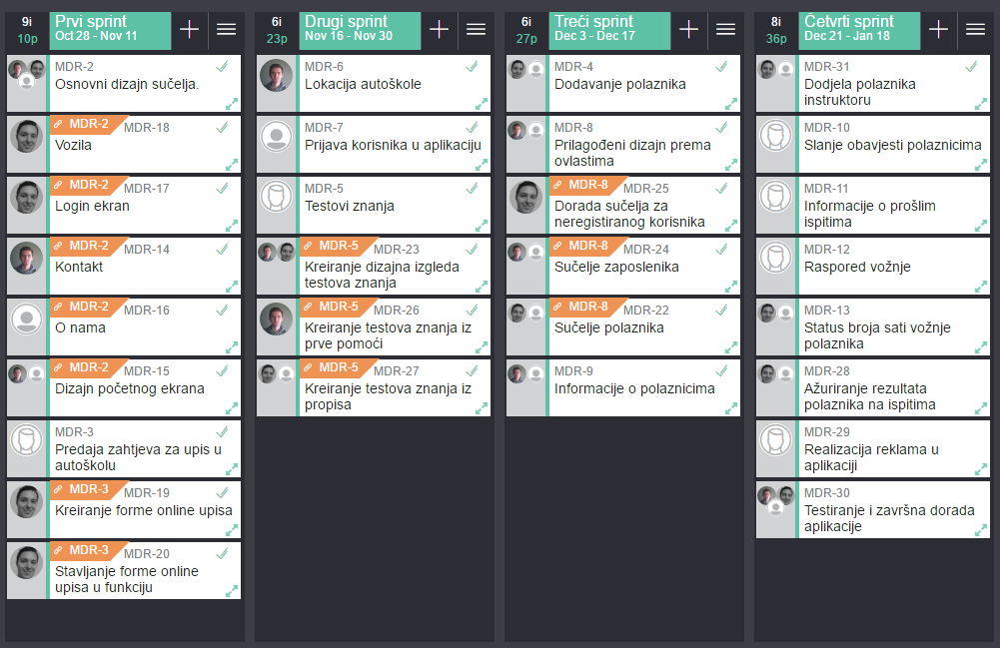 9i
10p
Prvi sprint
Oct 28 - Nov 11
MDR-2
Osnovni dizajn sučelja.
MDR-2
MDR-18
Vozila
MDR-2
MDR-17
Login ekran
MDR-2
MDR-14
Kontakt
MDR-2
MDR-16
O nama
MDR-2
MDR-15
Dizajn početnog ekrana
MDR-3
Predaja zahtjeva za upis u
autoškolu
MDR-3
MDR-19
Kreiranje forme online upisa
MDR-3
MDR-20
Stavljanje forme online
upisa u funkciju
6i
23p
Drugi sprint
Nov 16 - Nov 30
MDR-6
Lokacija autoškole
MDR-7
Prijava korisnika u aplikaciju
MDR-5
Testovi znanja
MDR-5
MDR-23
Kreiranje dizajna izgleda
testova znanja
MDR-5
MDR-26
Kreiranje testova znanja iz
prve pomoći
MDR-5
MDR-27
Kreiranje testova znanja iz
propisa
6i
27p
Treći sprint
Dec 3 - Dec 17
MDR-4
Dodavanje polaznika
MDR-8
Prilagođeni dizajn prema
ovlastima
MDR-8
MDR-25
Dorada sučelja za
neregistiranog korisnika
MDR-8
MDR-24
Sučelje zaposlenika
MDR-8
MDR-22
Sučelje polaznika
MDR-9
Informacije o polaznicima
8i
36p
Četvrti sprint
Dec 21 - Jan 18
MDR-31
Dodjela polaznika
instruktoru
MDR-10
Slanje obavjesti polaznicima
MDR-11
Informacije o prošlim
ispitima
MDR-12
Raspored vožnje
MDR-13
Status broja sati vožnje
polaznika
MDR-28
Ažuriranje rezultata
polaznika na ispitima
MDR-29
Realizacija reklama u
aplikaciji
MDR-30
Testiranje i završna dorada
aplikacije